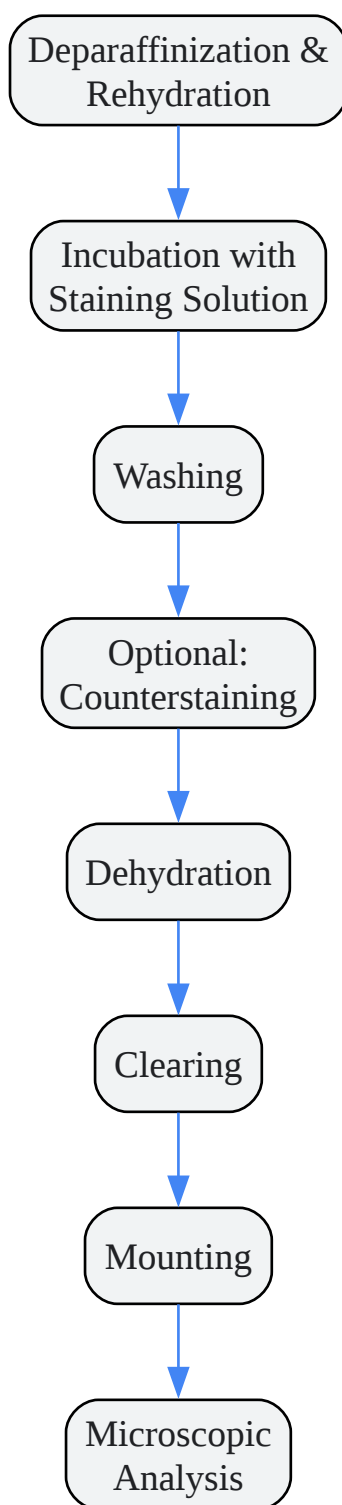 Deparaffinization &
Rehydration
Incubation with
Staining Solution
Washing
Optional:
Counterstaining
Dehydration
Clearing
Mounting
Microscopic
Analysis